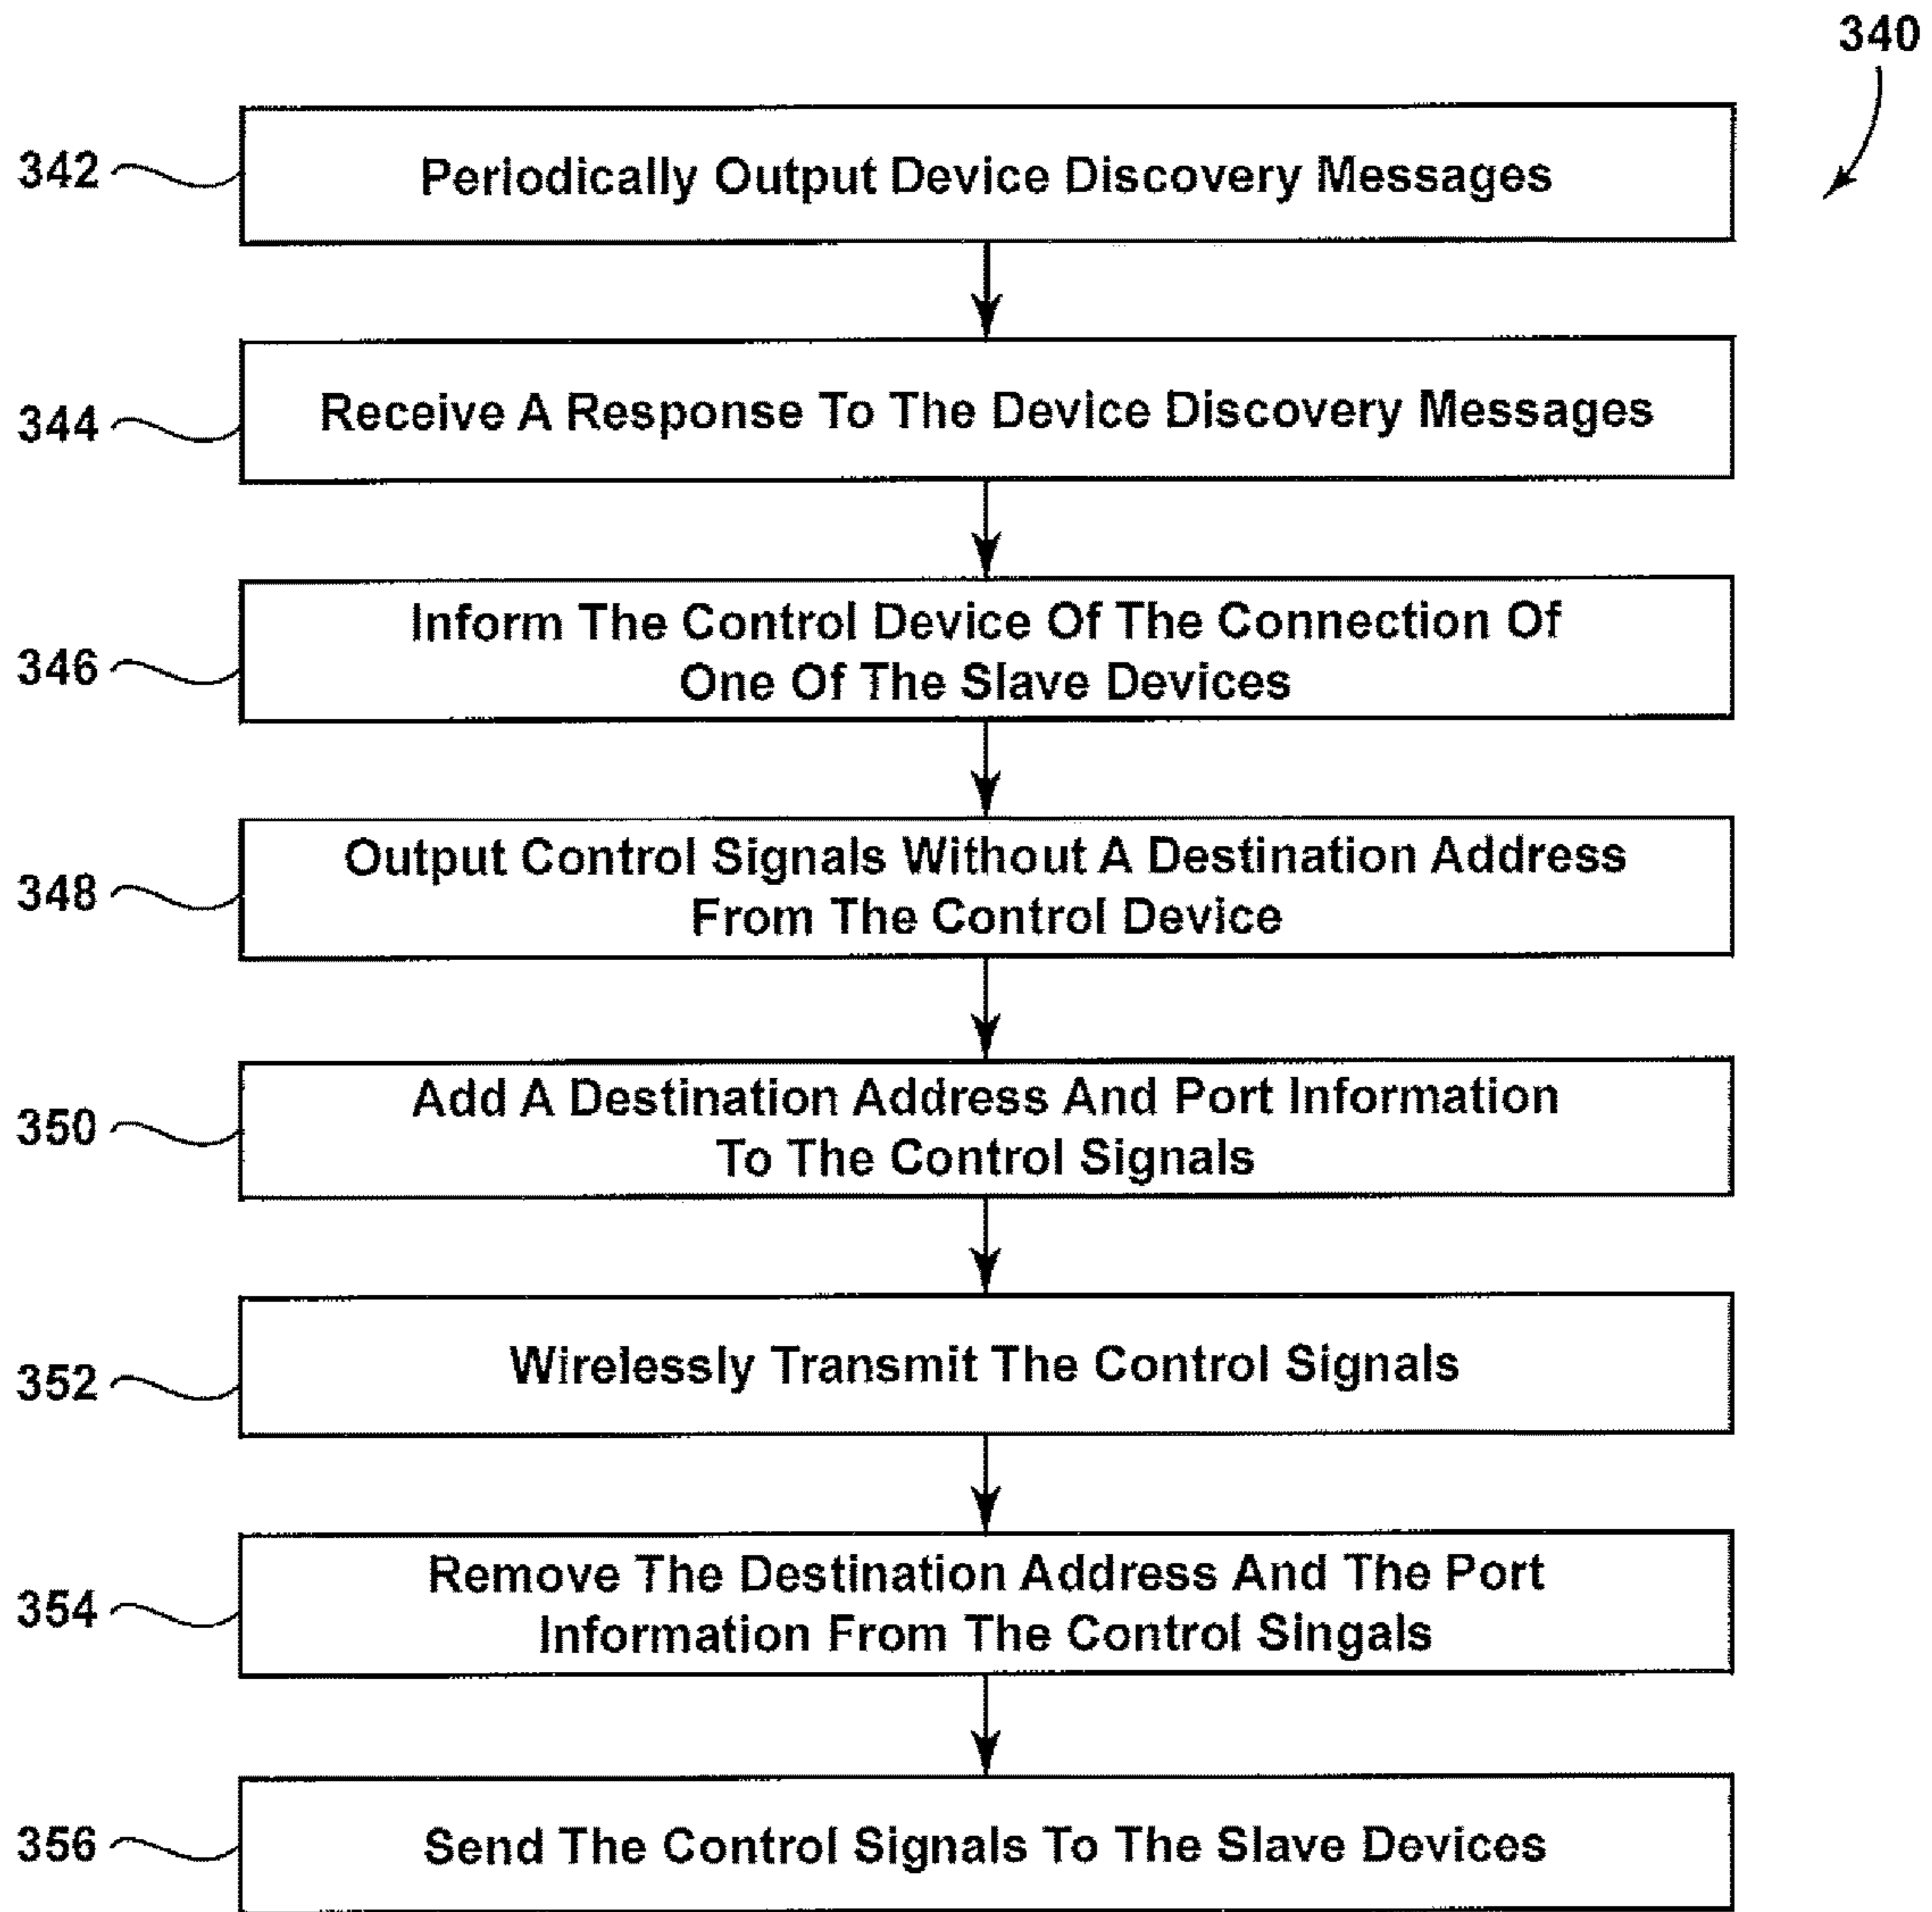 340
342
Periodically Output Device Discovery Messages
344
Receive A Response To The Device Discovery Messages
346
Inform The Control Device Of The Connection Of
One Of The Slave Devices
348
Output Control Signals Without A Destination Address
From The Control Device
350
Add A Destination Address And Port Information
To The Control Signals
352
Wirelessly Transmit The Control Signals
354
Remove The Destination Address And The Port
Information From The Control Singals
356
Send The Control Signals To The Slave Devices